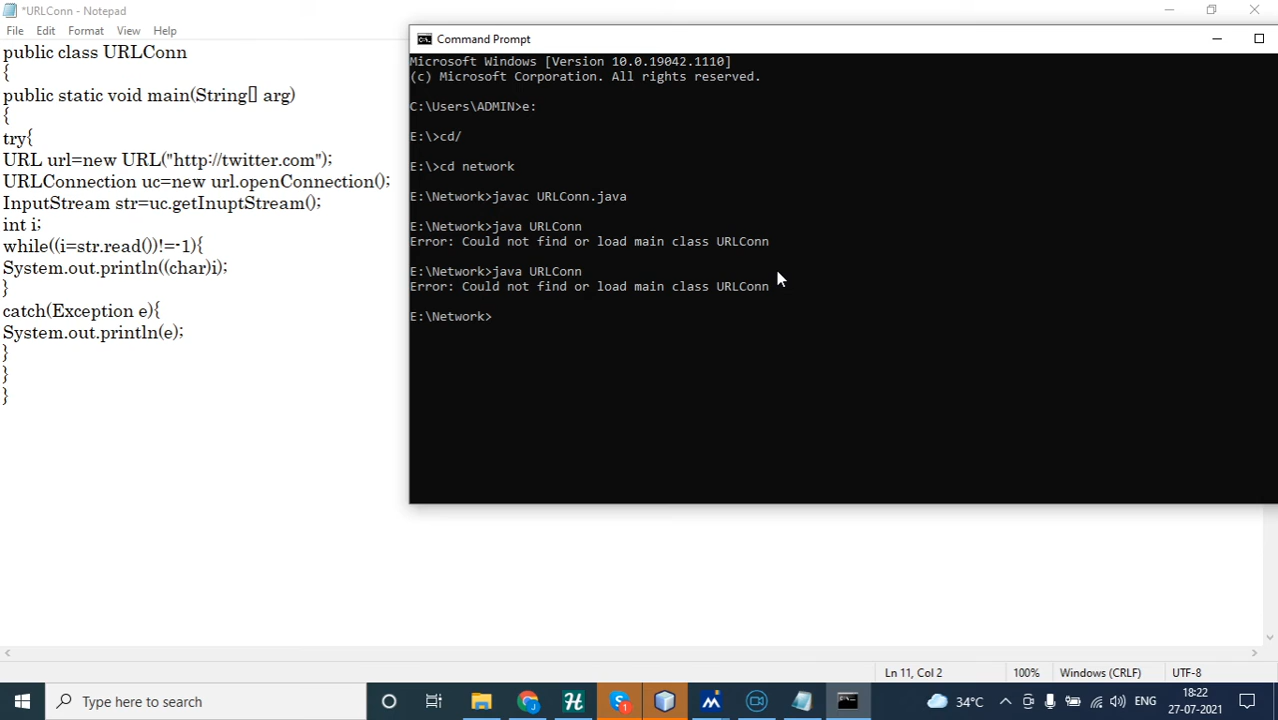 *URLConn - Notepad
File Edit Format View Help
public class URLConn
{
public static void main(String[] arg)
{
try{
URL url=new URL("http://twitter.com");
URLConnection uc=new url.openConnection();
InputStream str=uc.getInuptStream();
int i;
while((i=str.read())!=-1){
System.out.println((char)i);
}
catch(Exception e){
System.out.println(e);
}
}
}
Command Prompt
Microsoft Windows [Version 10.0.19042.1110]
(c) Microsoft Corporation. All rights reserved.
C:\Users\ADMIN>e:
E:\>cd/
E:\>cd network
E:\Network>javac URLConn.java
E:\Network>java URLConn
Error: Could not find or load main class URLConn
E:\Network>java URLConn
Error: Could not find or load main class URLConn
E:\Network>
Ln 11, Col 2 100% Windows (CRLF) UTF-8
Type here to search
34°C ENG
18:22
27-07-2021